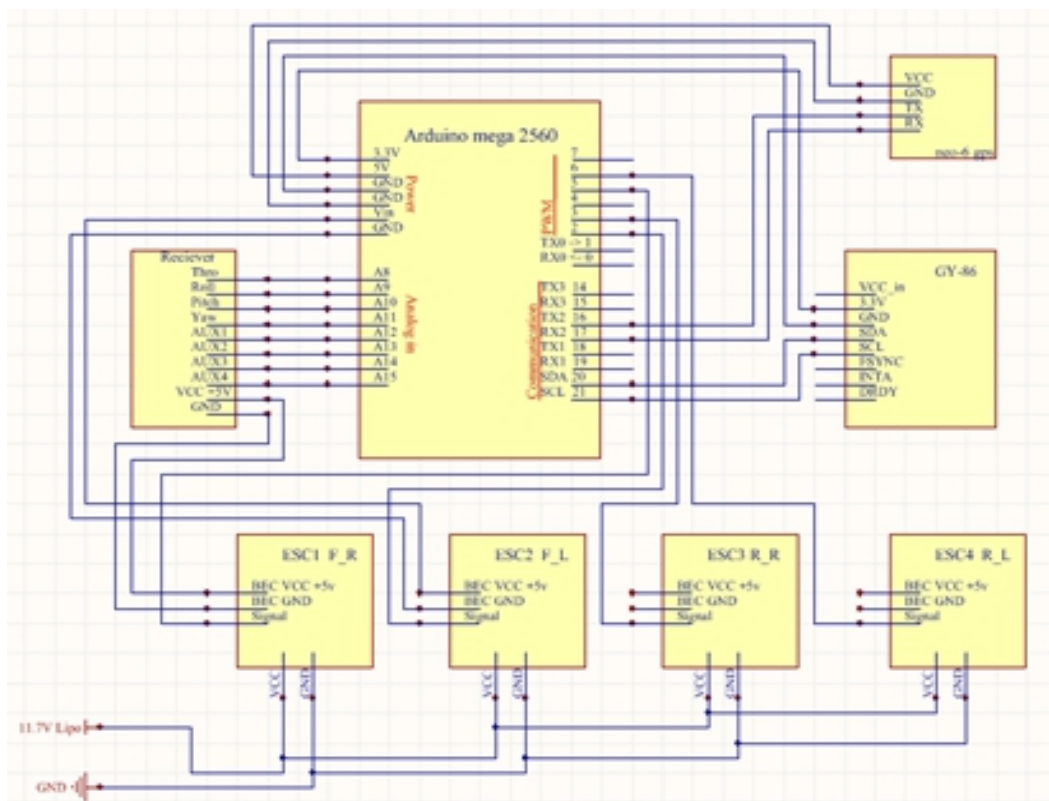 VCC
GND
TX
RX
neo-6 gps
Arduino mega 2560
3.3V
5V
GND
GND
Vin
GND
Power
7
6
5
4
3
2
PWM
TX0 -> 1
RX0 <- 0
Reciever
Thro
Roll
Pitch
Yaw
AUX1
AUX2
AUX3
AUX4
VCC +5V
GND
A8
A9
A10
A11
A12
A13
A14
A15
Analog in
TX3 14
RX3 15
TX2 16
RX2 17
TX1 18
RX1 19
SDA 20
SCL 21
Communication
GY-86
VCC_in
3.3V
GND
SDA
SCL
FSYNC
INTA
DRDY
ESC1 F_R
BEC VCC +5v
BEC GND
Signal
VCC
GND
ESC2 F_L
BEC VCC +5v
BEC GND
Signal
VCC
GND
ESC3 R_R
BEC VCC +5v
BEC GND
Signal
VCC
GND
ESC4 R_L
BEC VCC +5v
BEC GND
Signal
VCC
GND
11.7V Lipo
GND